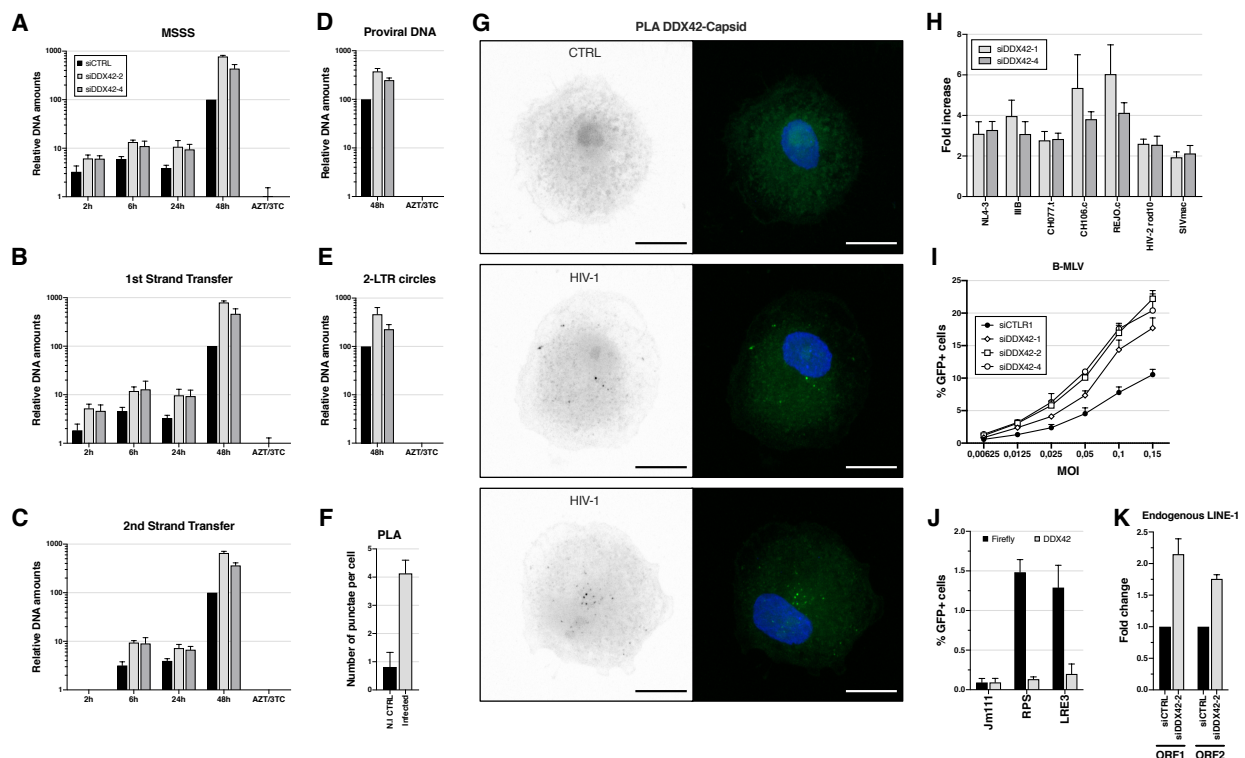 A
MSSS
Relative DNA amounts
1000
100
10
1
siCTRL
siDDX42-2
siDDX42-4
2h
6h
24h
48h
AZT/3TC
B
1st Strand Transfer
Relative DNA amounts
1000
100
10
1
2h
6h
24h
48h
AZT/3TC
C
2nd Strand Transfer
Relative DNA amounts
1000
100
10
1
2h
6h
24h
48h
AZT/3TC
D
Proviral DNA
Relative DNA amounts
1000
100
10
1
48h
AZT/3TC
E
2-LTR circles
Relative DNA amounts
1000
100
10
1
48h
AZT/3TC
F
PLA
Number of punctae per cell
5
4
3
2
1
0
N.I CTRL
Infected
G
PLA DDX42-Capsid
CTRL
HIV-1
HIV-1
H
Fold increase
8
6
4
2
0
siDDX42-1
siDDX42-4
NL4-3
IIIB
CH077.t
CH106.c
REJO.c
HIV-2 rod10
SIVmac
I
B-MLV
% GFP+ cells
25
20
15
10
5
0
siCTLR1
siDDX42-1
siDDX42-2
siDDX42-4
0,00625
0,0125
0,025
0,05
0,1
0,15
MOI
J
% GFP+ cells
2.0
1.5
1.0
0.5
0.0
Firefly
DDX42
Jm111
RPS
LRE3
K
Endogenous LINE-1
Fold change
2.5
2.0
1.5
1.0
0.5
0.0
siCTRL
siDDX42-2
siCTRL
siDDX42-2
ORF1
ORF2